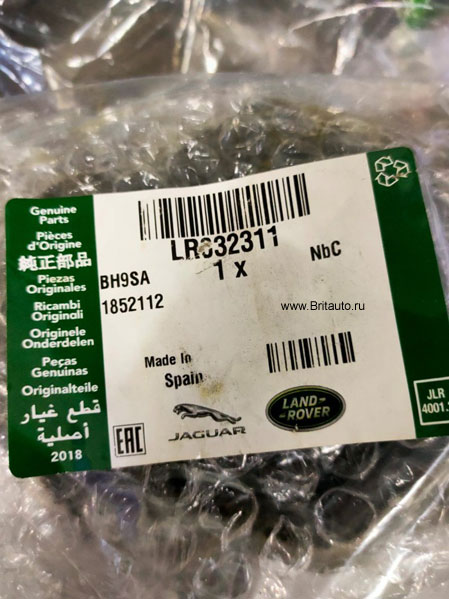 Genuine
Parts
Pièces
d'Origine
純正部品
Piezas
Originales
Ricambi
Originali
Originele
Onderdelen
Peças
Genuinas
Originalteile
قطع غيار
أصلية
2018
LR032311
1 x
NbC
BH9SA
1852112
www.Britauto.ru
Made In
Spain
EAC
JAGUAR
LAND-
-ROVER
JLR